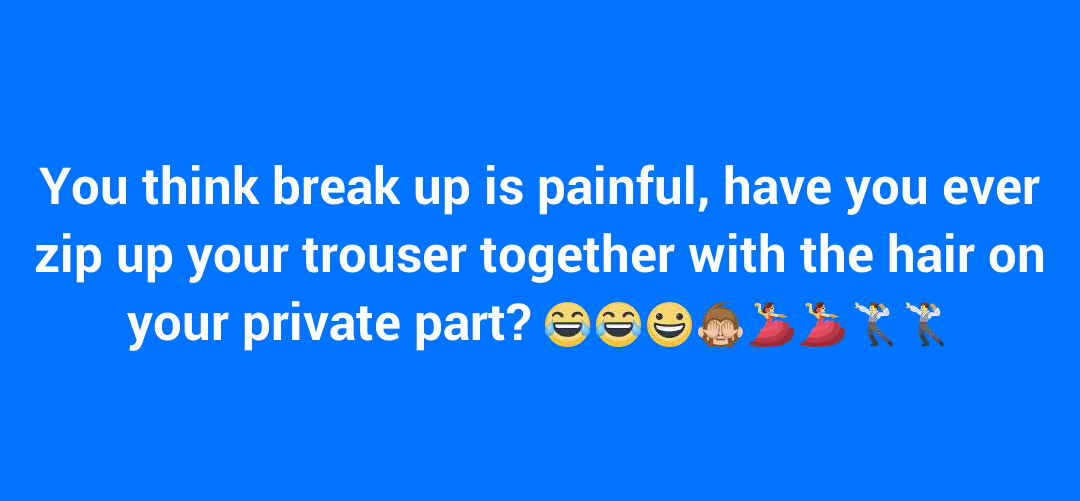 You think break up is painful, have you ever
zip up your trouser together with the hair on
your private part? 😂😂😀🙈💃💃🕺🕺